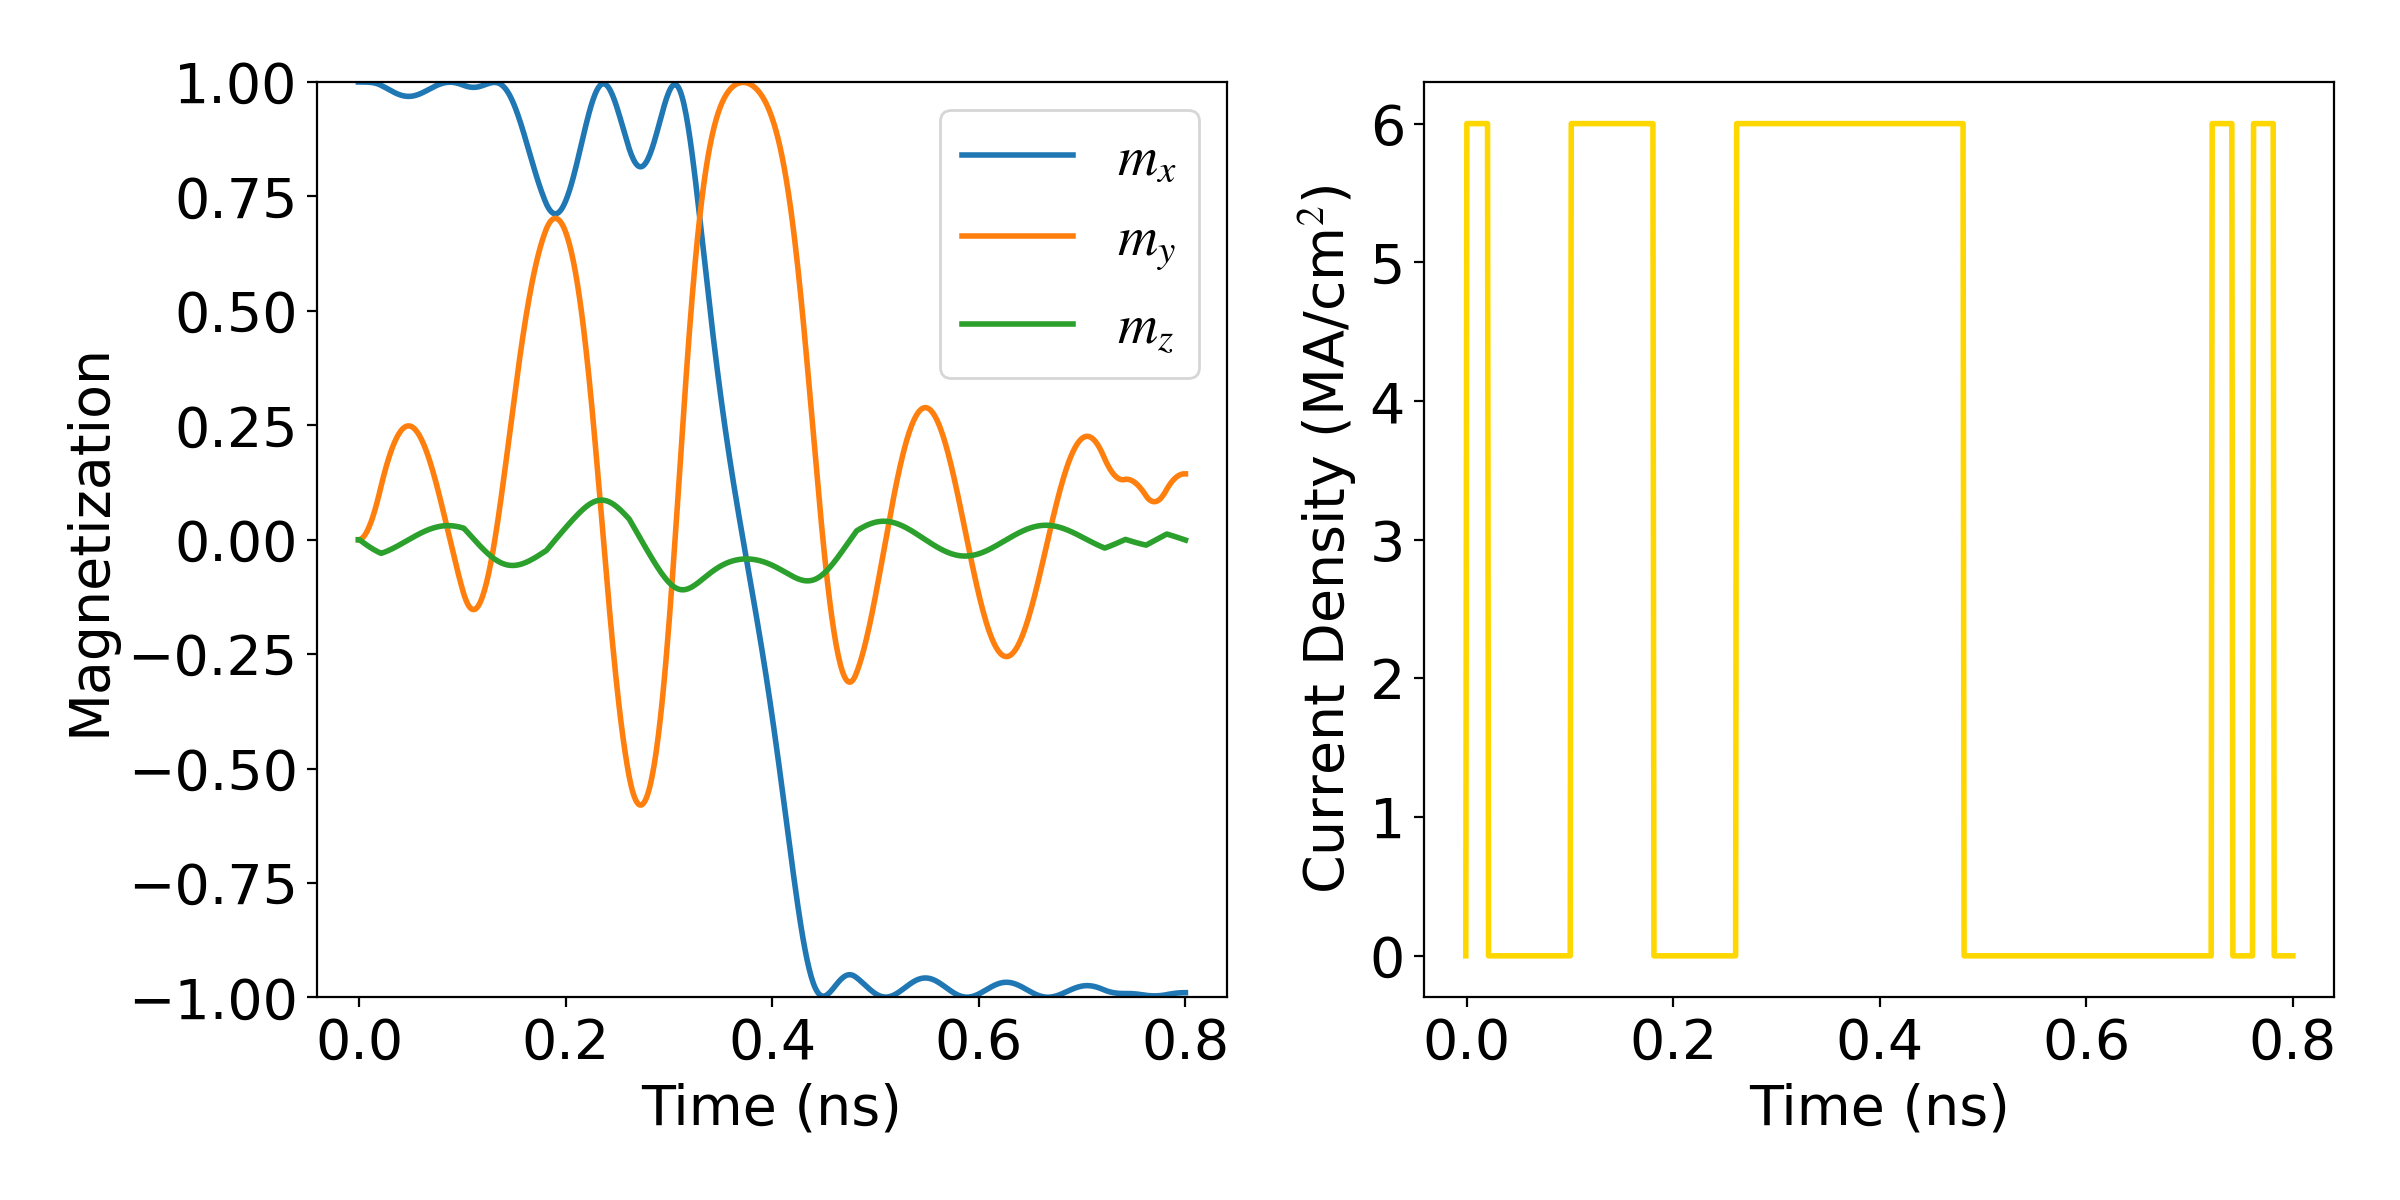 Magnetization
1.00
0.75
0.50
0.25
0.00
−0.25
−0.50
−0.75
−1.00
0.0 0.2 0.4 0.6 0.8
Time (ns)
mₓ
m_y
m_z
Current Density (MA/cm²)
6
5
4
3
2
1
0
0.0 0.2 0.4 0.6 0.8
Time (ns)